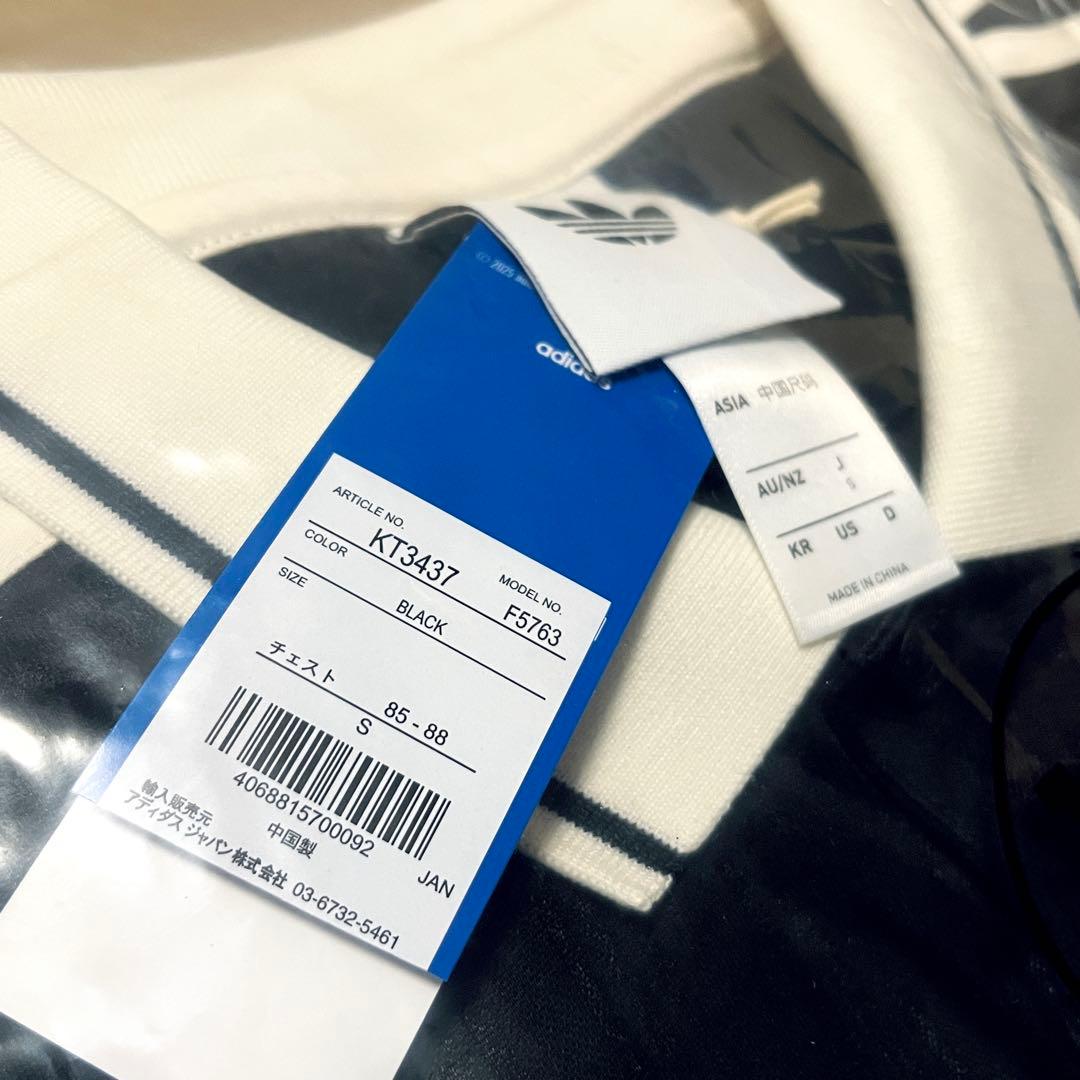 © 2025
adidas
ARTICLE NO.
KT3437
MODEL NO.
F5763
COLOR
BLACK
SIZE
チェスト
85 - 88
S
4068815700092
JAN
中国製
輸入販売元
アディダス ジャパン株式会社 03-6732-5461
ASIA 中国尺码
AU/NZ
J
S
KR
US
D
MADE IN CHINA